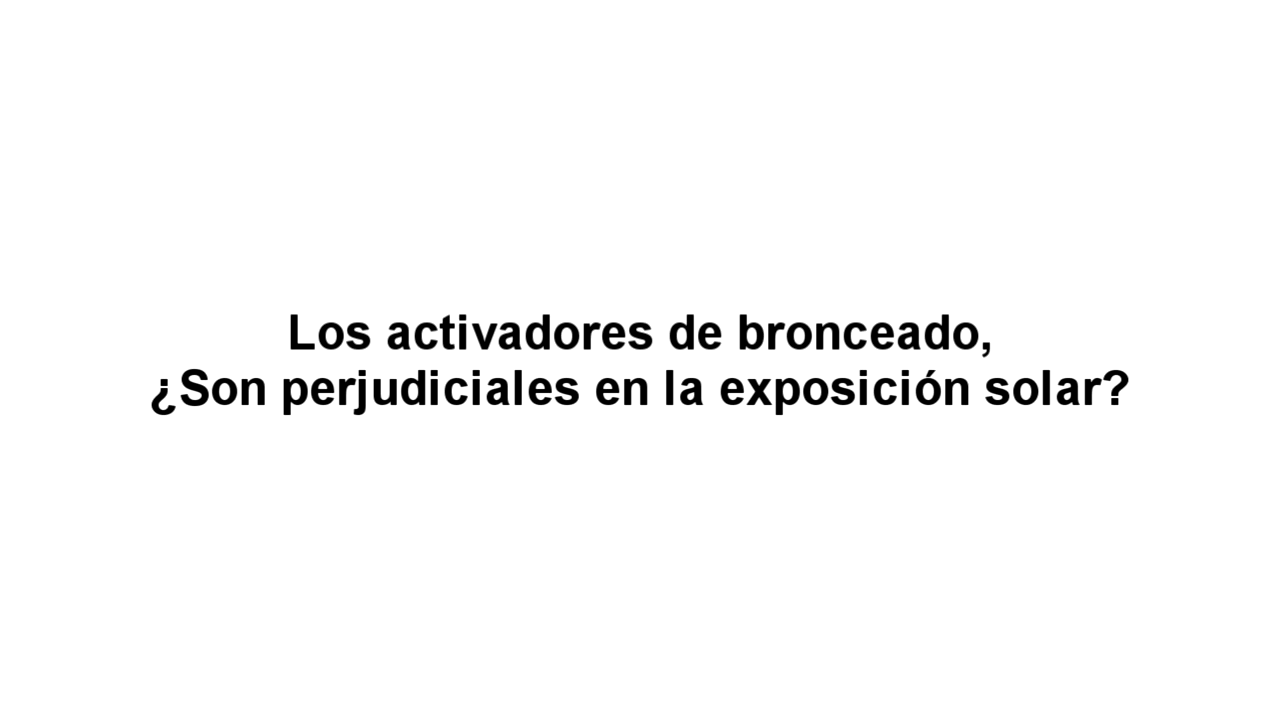 Los activadores de bronceado,
¿Son perjudiciales en la exposición solar?